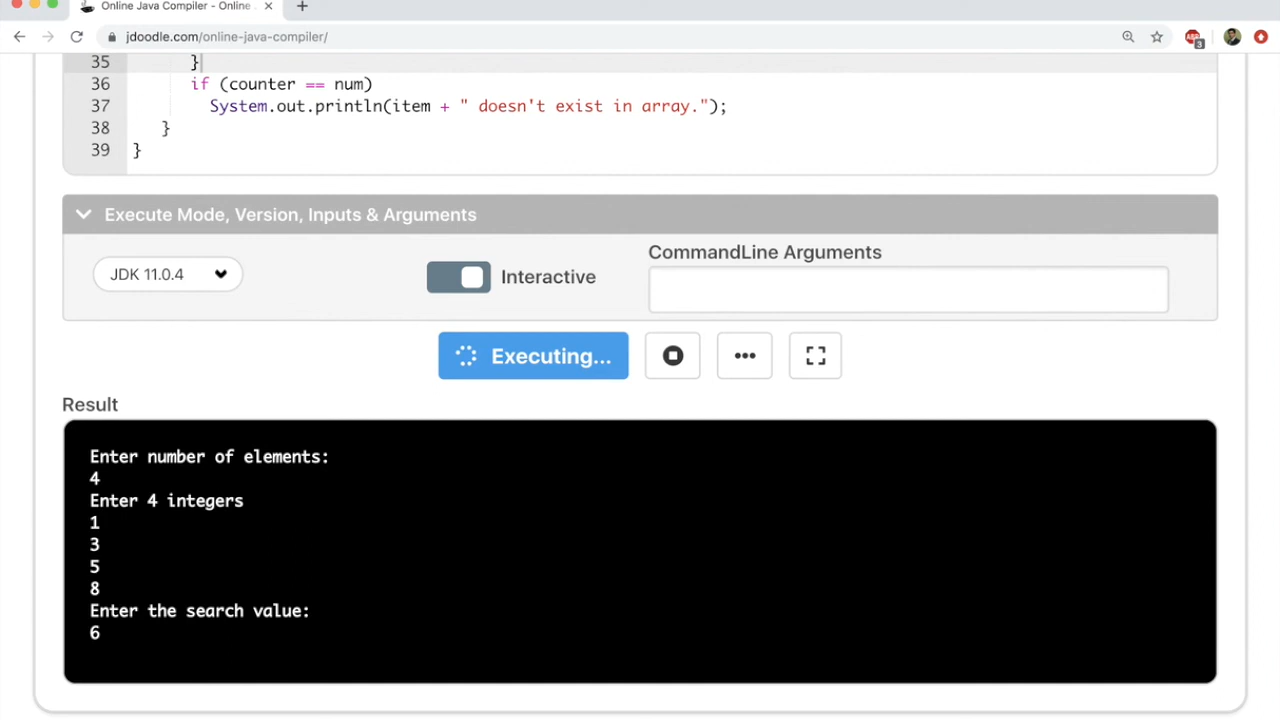 Online Java Compiler - Online
jdoodle.com/online-java-compiler/
3
35 }
36 if (counter == num)
37 System.out.println(item + " doesn't exist in array.");
38 }
39 }
Execute Mode, Version, Inputs & Arguments
CommandLine Arguments
JDK 11.0.4
Interactive
Executing...
Result
Enter number of elements:
4
Enter 4 integers
1
3
5
8
Enter the search value:
6